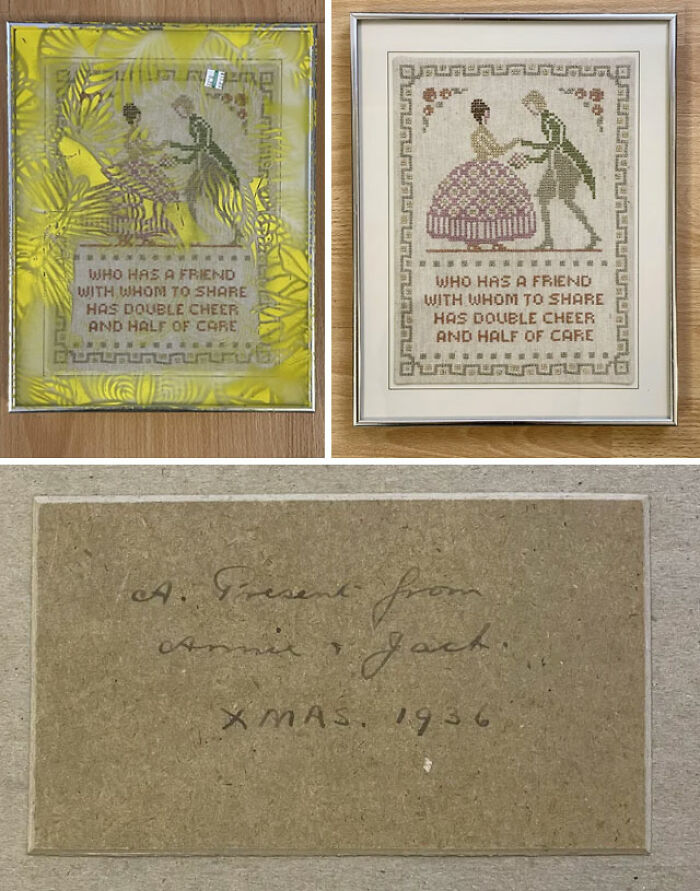 WHO HAS A FRIEND
WITH WHOM TO SHARE
HAS DOUBLE CHEER
AND HALF OF CARE
WHO HAS A FRIEND
WITH WHOM TO SHARE
HAS DOUBLE CHEER
AND HALF OF CARE
A. Present from
Annie & Jack.
XMAS. 1936